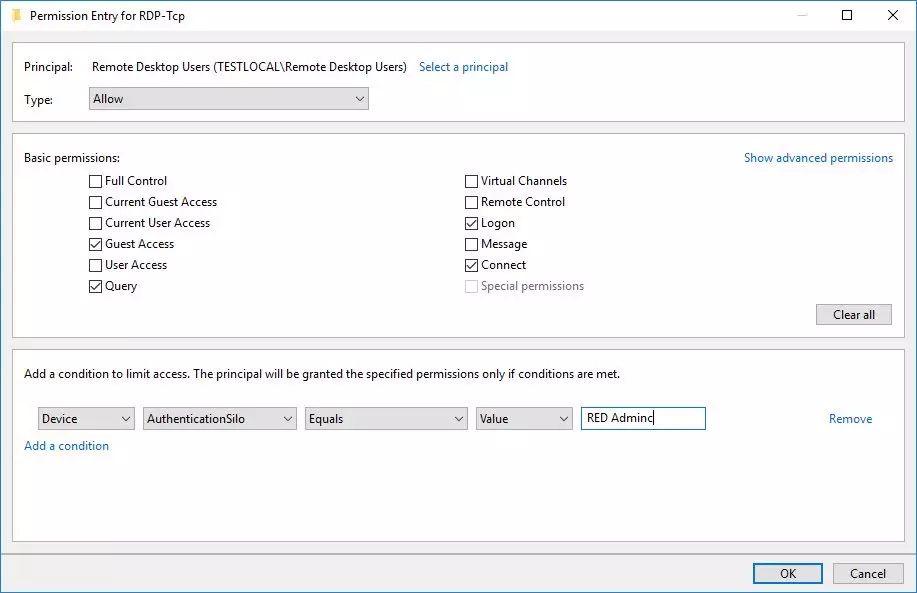 Permission Entry for RDP-Tcp
Principal: Remote Desktop Users (TESTLOCAL\Remote Desktop Users) Select a principal
Type: Allow
Basic permissions: Show advanced permissions
Full Control
Current Guest Access
Current User Access
Guest Access
User Access
Query
Virtual Channels
Remote Control
Logon
Message
Connect
Special permissions
Clear all
Add a condition to limit access. The principal will be granted the specified permissions only if conditions are met.
Device AuthenticationSilo Equals Value RED Adminc Remove
Add a condition
OK Cancel